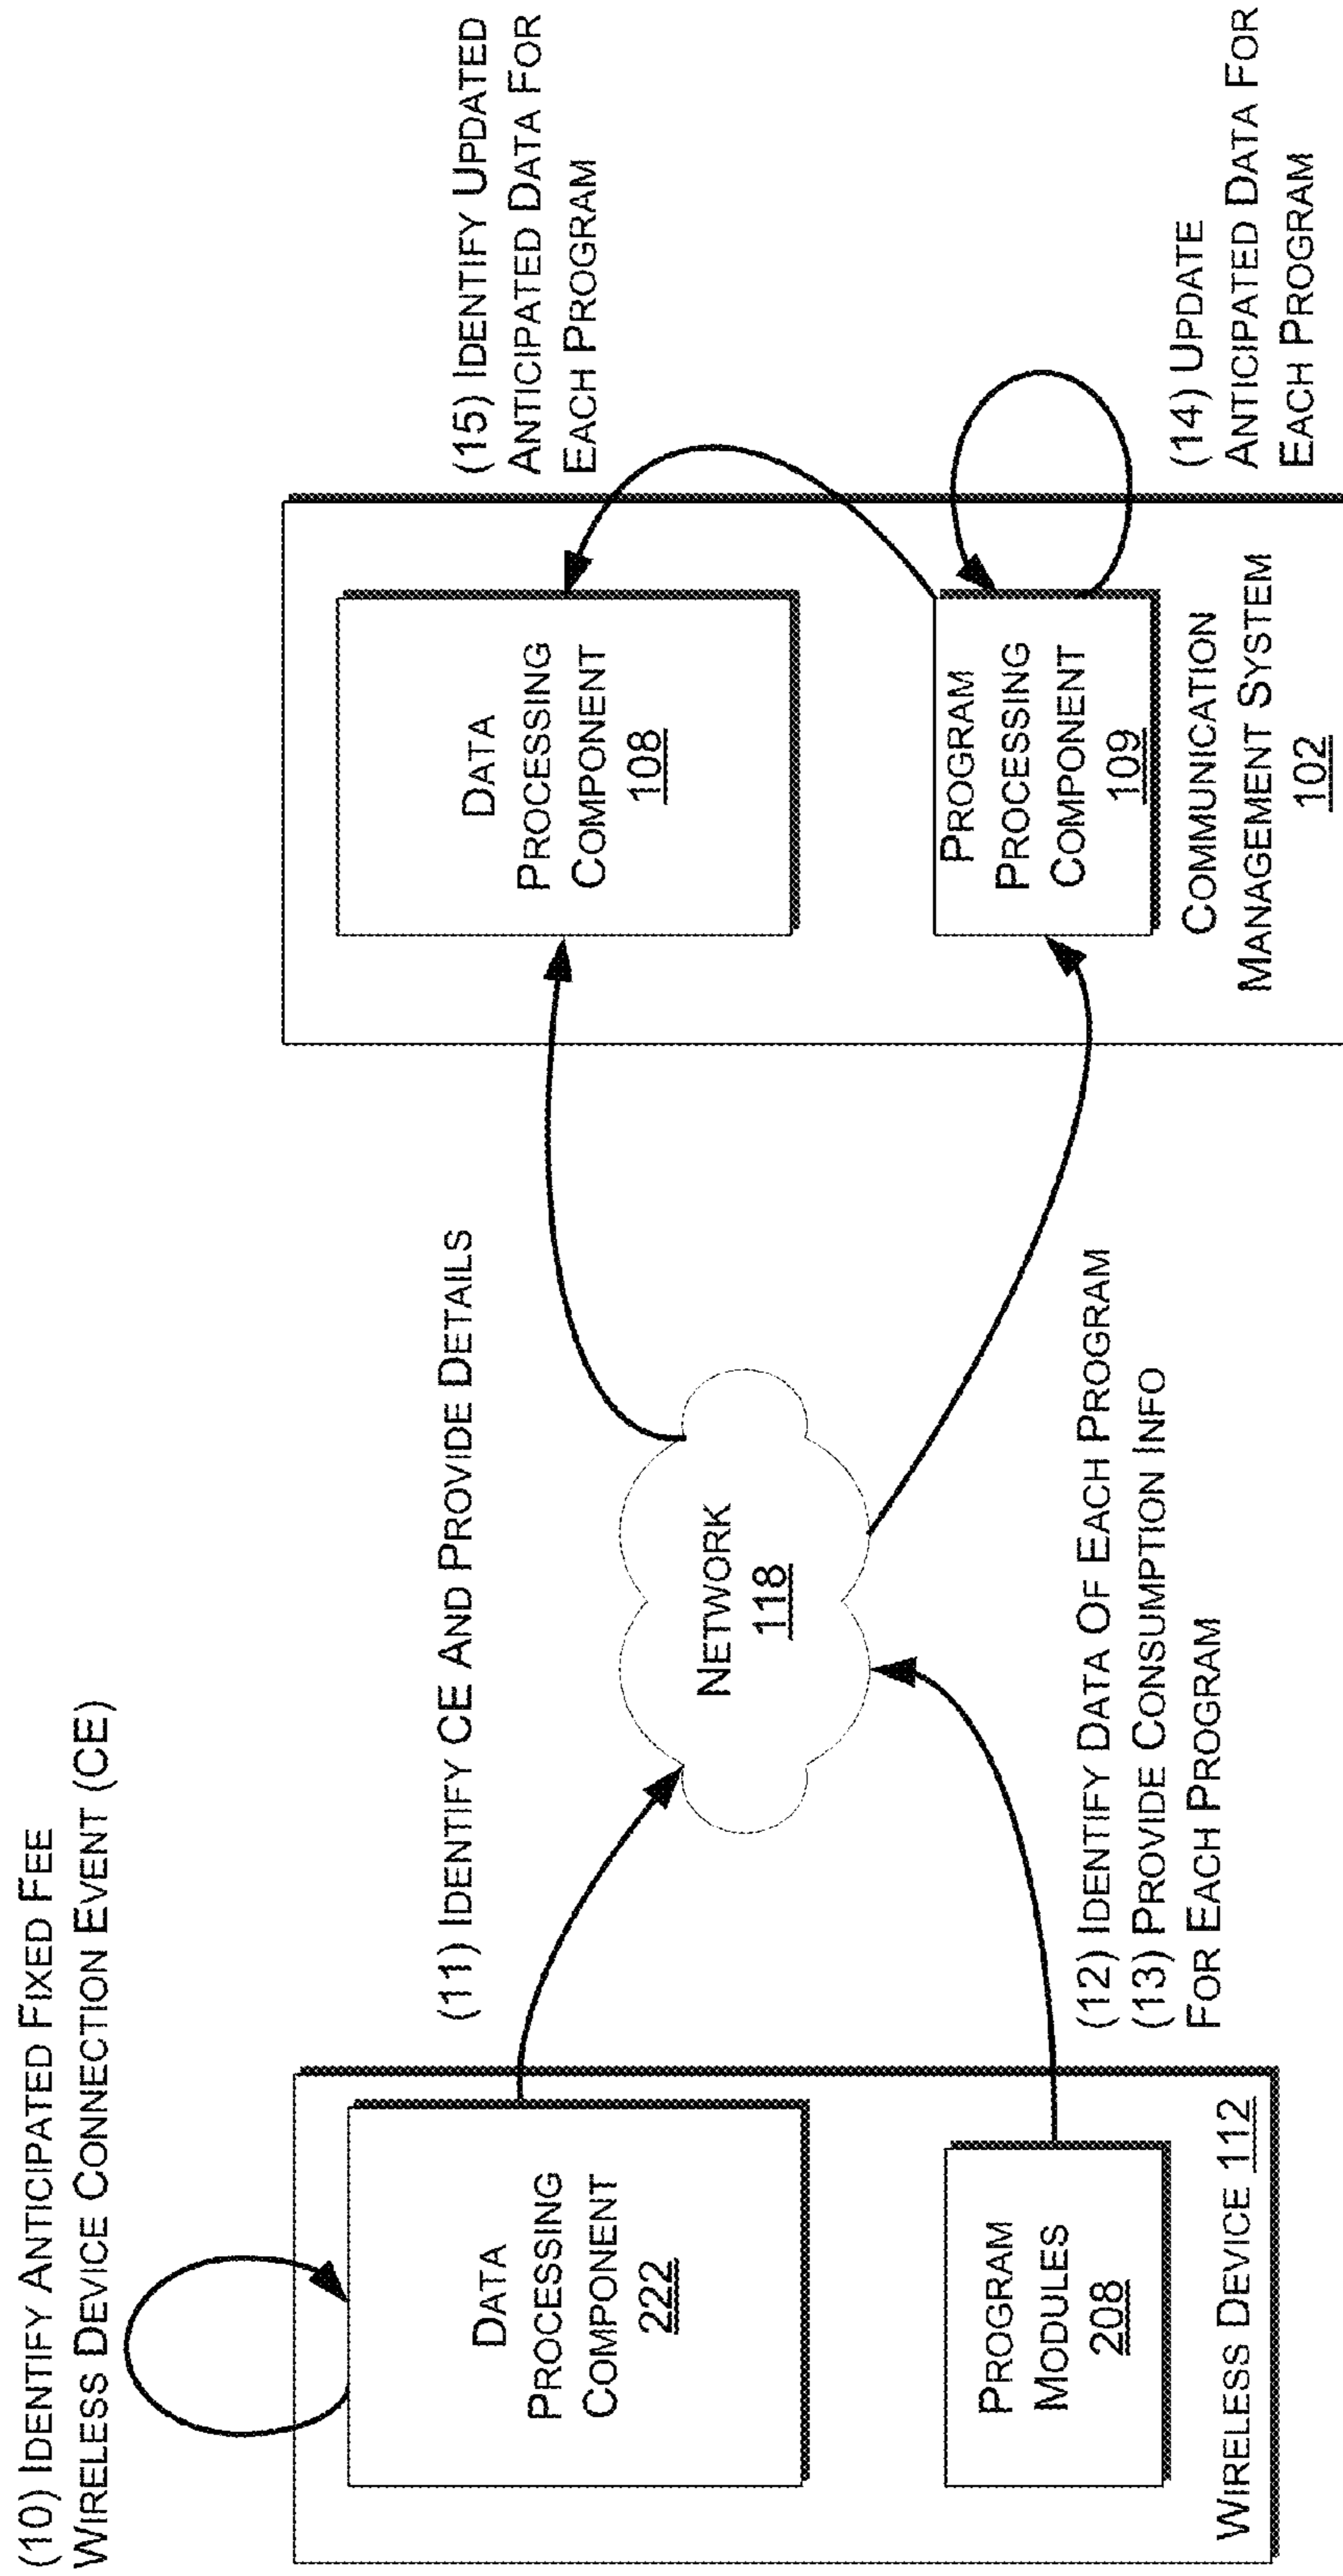 (10) IDENTIFY ANTICIPATED FIXED FEE
WIRELESS DEVICE CONNECTION EVENT (CE)
DATA
PROCESSING
COMPONENT
222
PROGRAM
MODULES
208
WIRELESS DEVICE 112
(11) IDENTIFY CE AND PROVIDE DETAILS
NETWORK
118
(12) IDENTIFY DATA OF EACH PROGRAM
(13) PROVIDE CONSUMPTION INFO
FOR EACH PROGRAM
DATA
PROCESSING
COMPONENT
108
PROGRAM
PROCESSING
COMPONENT
109
COMMUNICATION
MANAGEMENT SYSTEM
102
(15) IDENTIFY UPDATED
ANTICIPATED DATA FOR
EACH PROGRAM
(14) UPDATE
ANTICIPATED DATA FOR
EACH PROGRAM